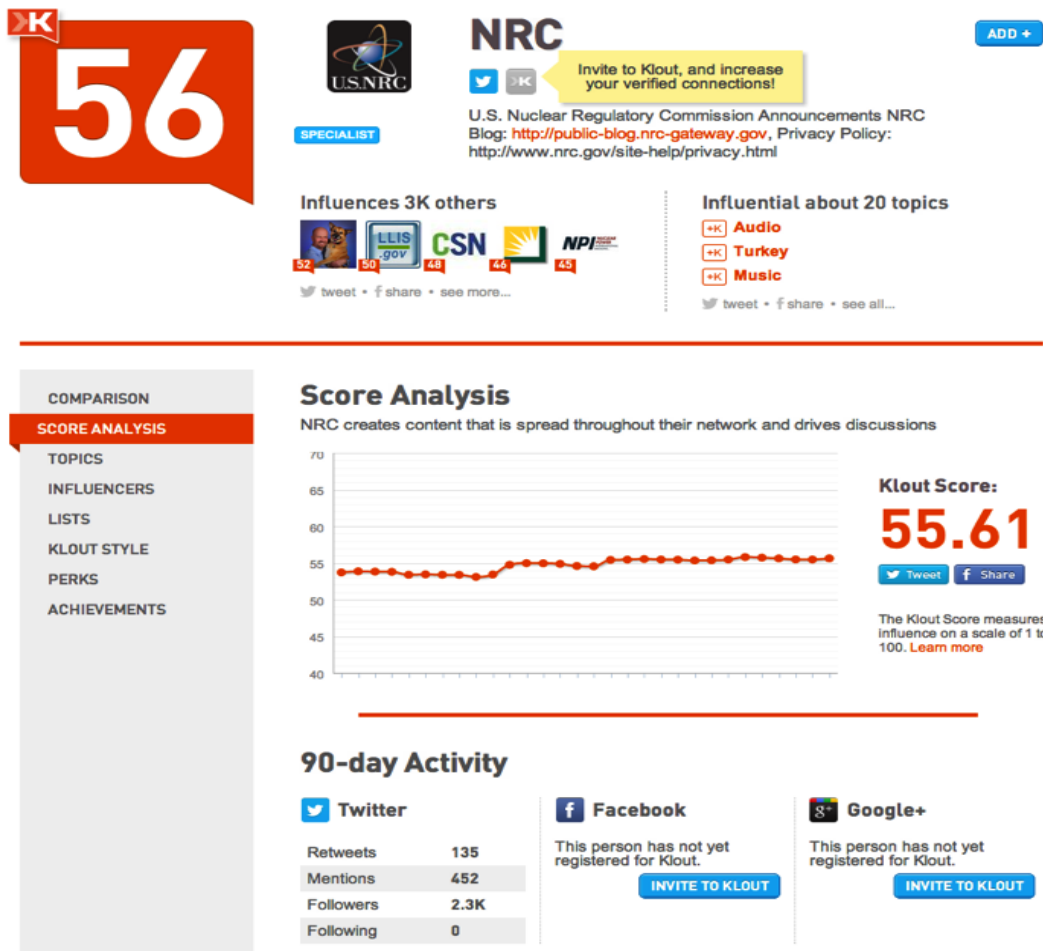 K
56
U.S.NRC
SPECIALIST
NRC
ADD +
Invite to Klout, and increase
your verified connections!
U.S. Nuclear Regulatory Commission Announcements NRC
Blog: http://public-blog.nrc-gateway.gov, Privacy Policy:
http://www.nrc.gov/site-help/privacy.html
Influences 3K others
LLIS
.gov
CSN
NPI
52 50 48 46 45
tweet • share • see more...
Influential about 20 topics
+K Audio
+K Turkey
+K Music
tweet • share • see all...
COMPARISON
SCORE ANALYSIS
TOPICS
INFLUENCERS
LISTS
KLOUT STYLE
PERKS
ACHIEVEMENTS
Score Analysis
NRC creates content that is spread throughout their network and drives discussions
70
65
60
55
50
45
40
Klout Score:
55.61
Tweet Share
The Klout Score measures
influence on a scale of 1 to
100. Learn more
90-day Activity
Twitter
Retweets 135
Mentions 452
Followers 2.3K
Following 0
Facebook
This person has not yet
registered for Klout.
INVITE TO KLOUT
Google+
This person has not yet
registered for Klout.
INVITE TO KLOUT